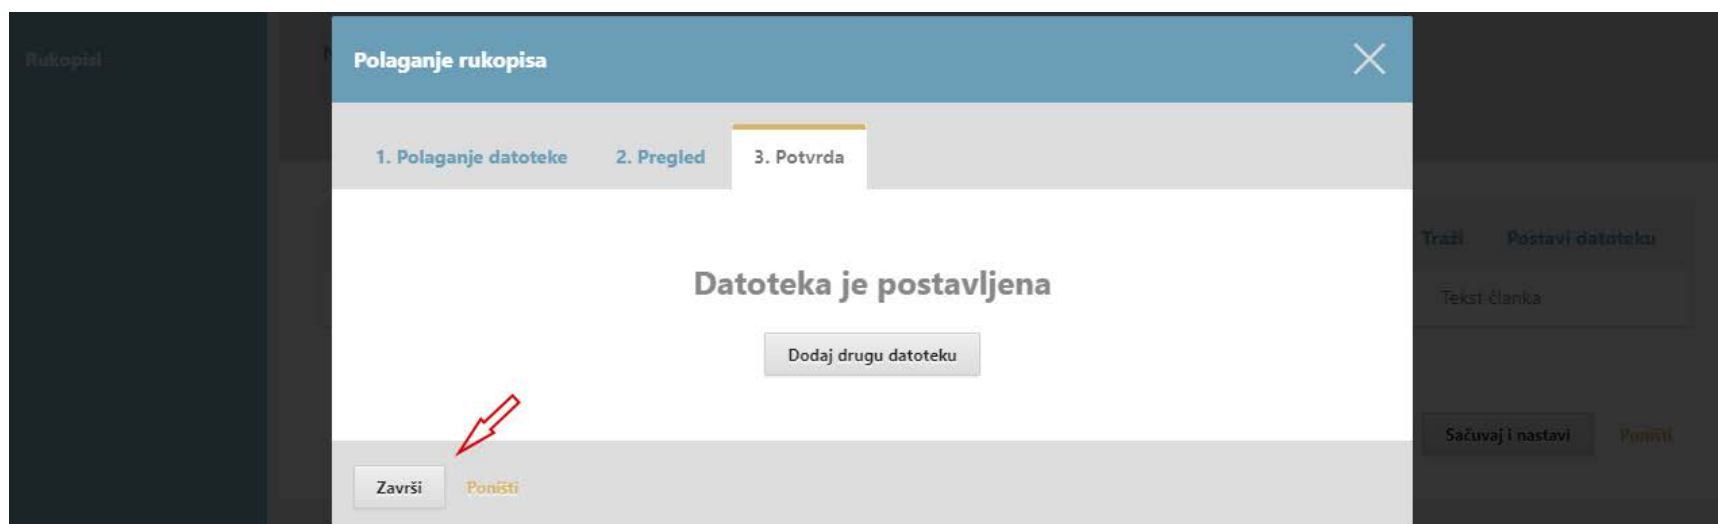 Rukopisi
Polaganje rukopisa
1. Polaganje datoteke 2. Pregled 3. Potvrda
Traži Postavi datoteku
Datoteka je postavljena
Tekst članka
Dodaj drugu datoteku
Sačuvaj i nastavi Poništi
Završi Poništi